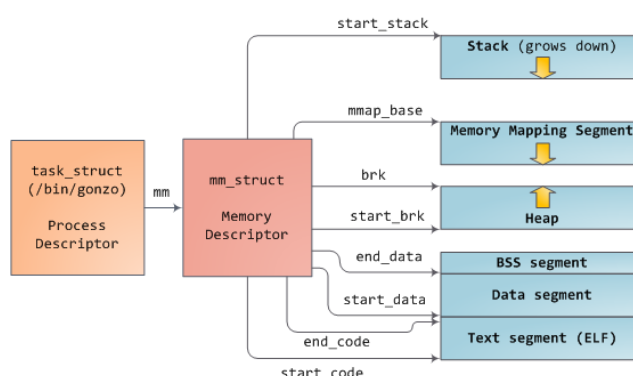 start_stack
Stack (grows down)
mmap_base
Memory Mapping Segment
task_struct
(/bin/gonzo)
Process
Descriptor
mm
mm_struct
Memory
Descriptor
brk
start_brk
Heap
end_data
BSS segment
start_data
Data segment
end_code
Text segment (ELF)
start_code